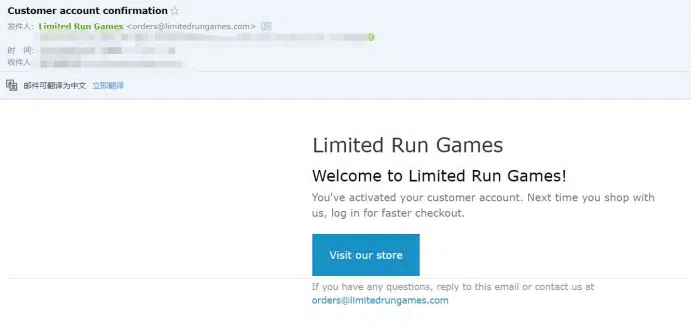 Customer account confirmation☆
发件人：Limited Run Games <orders@limitedrungames.com>
时 间：
收件人
邮件可翻译为中文 立即翻译
Limited Run Games
Welcome to Limited Run Games!
You've activated your customer account. Next time you shop with
us, log in for faster checkout.
Visit our store
If you have any questions, reply to this email or contact us at
orders@limitedrungames.com